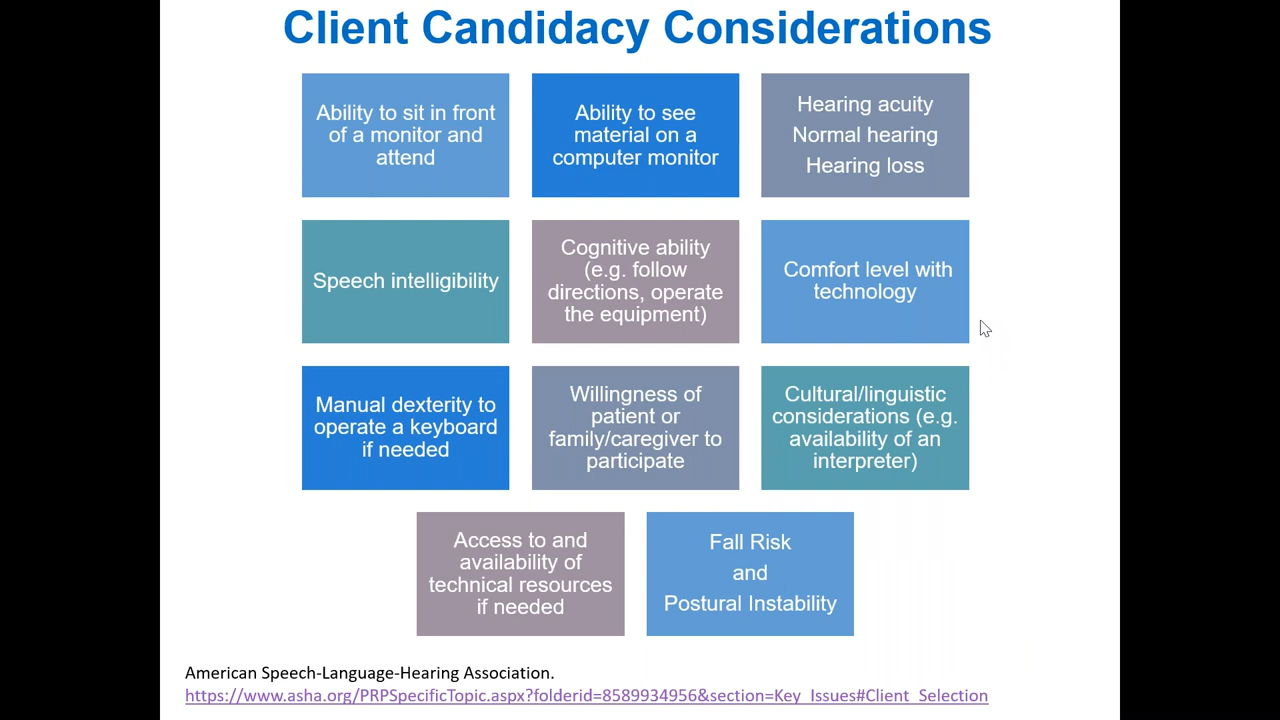 Client Candidacy Considerations
Ability to sit in front
of a monitor and
attend
Ability to see
material on a
computer monitor
Hearing acuity
Normal hearing
Hearing loss
Speech intelligibility
Cognitive ability
(e.g. follow
directions, operate
the equipment)
Comfort level with
technology
Manual dexterity to
operate a keyboard
if needed
Willingness of
patient or
family/caregiver to
participate
Cultural/linguistic
considerations (e.g.
availability of an
interpreter)
Access to and
availability of
technical resources
if needed
Fall Risk
and
Postural Instability
American Speech-Language-Hearing Association.
https://www.asha.org/PRPSpecificTopic.aspx?folderid=8589934956&section=Key_Issues#Client_Selection